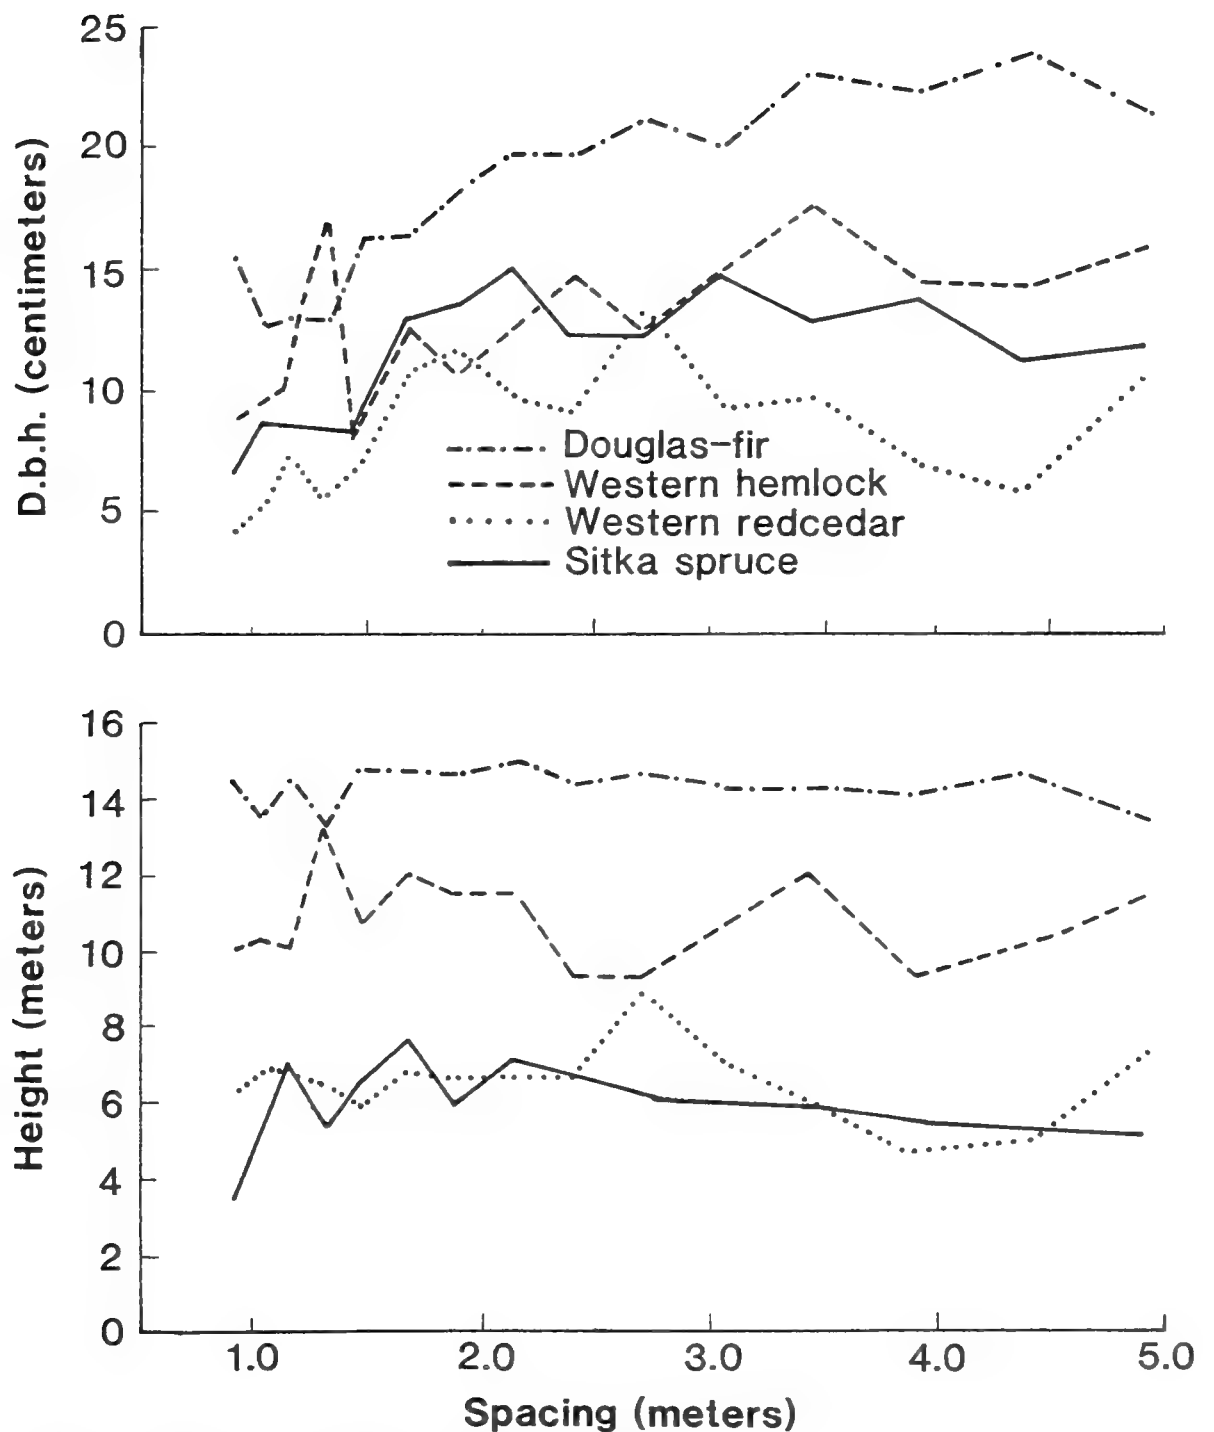 D.b.h. (centimeters)
25
20
15
10
5
0
Douglas-fir
Western hemlock
Western redcedar
Sitka spruce
Height (meters)
16
14
12
10
8
6
4
2
0
1.0 2.0 3.0 4.0 5.0
Spacing (meters)